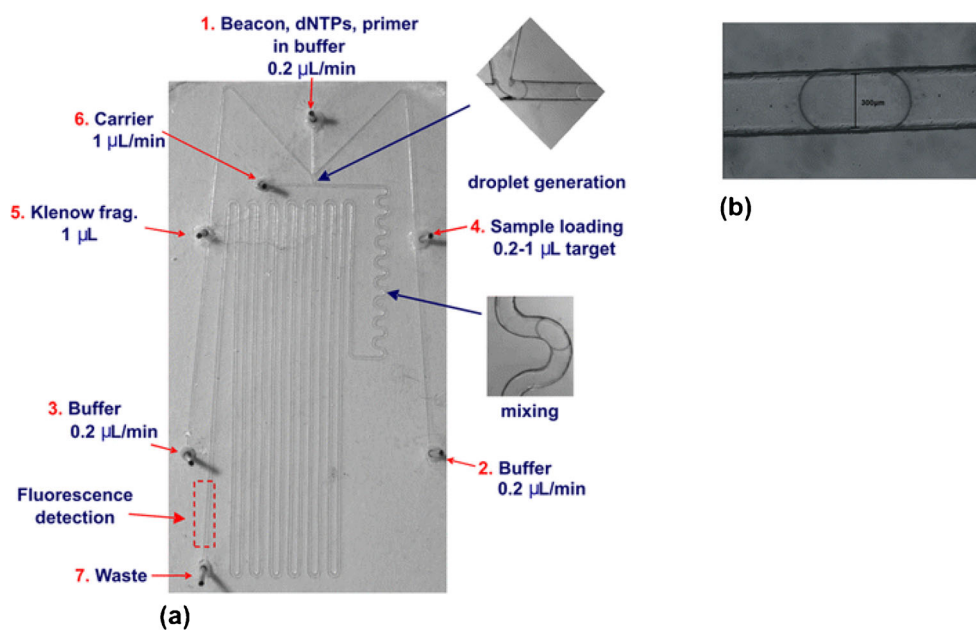 1. Beacon, dNTPs, primer
in buffer
0.2 µL/min
6. Carrier
1 µL/min
droplet generation
5. Klenow frag.
1 µL
4. Sample loading
0.2-1 µL target
mixing
3. Buffer
0.2 µL/min
2. Buffer
0.2 µL/min
Fluorescence
detection
7. Waste
(a)
300µm
(b)